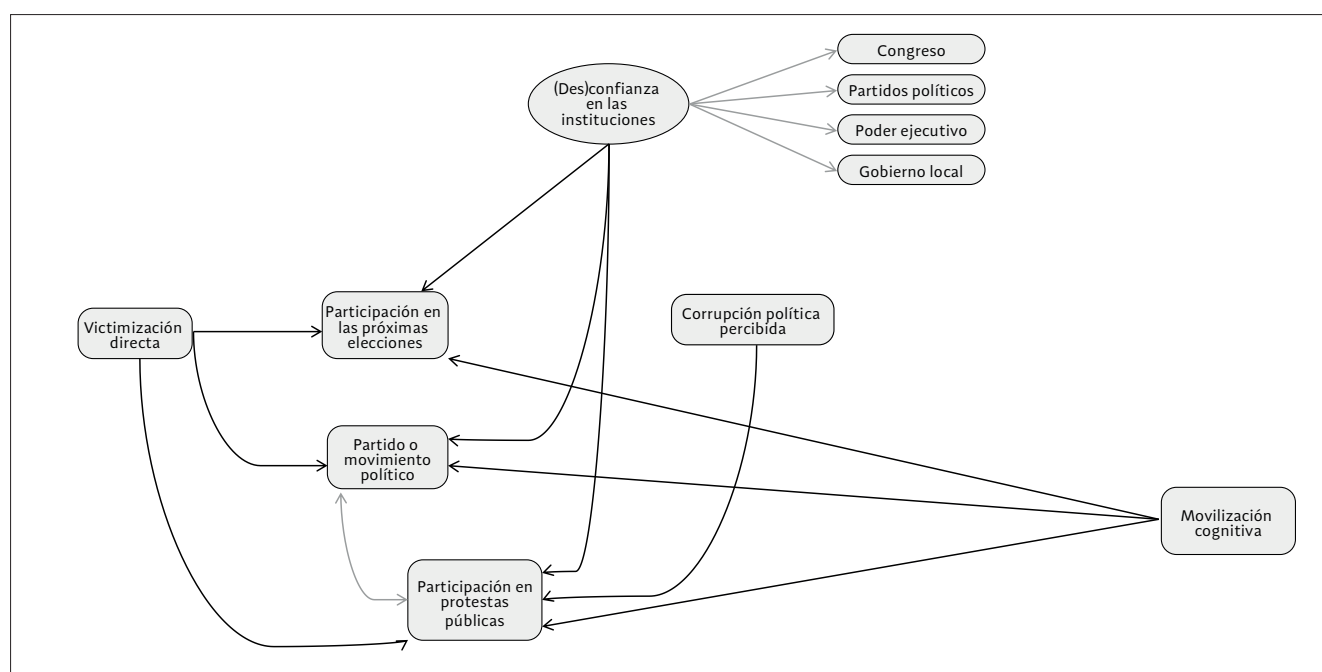 Congreso
(Des)confianza
en las
instituciones
Partidos políticos
Poder ejecutivo
Gobierno local
Participación en
las próximas
elecciones
Corrupción política
percibida
Victimización
directa
Partido o
movimiento
político
Movilización
cognitiva
Participación en
protestas
públicas